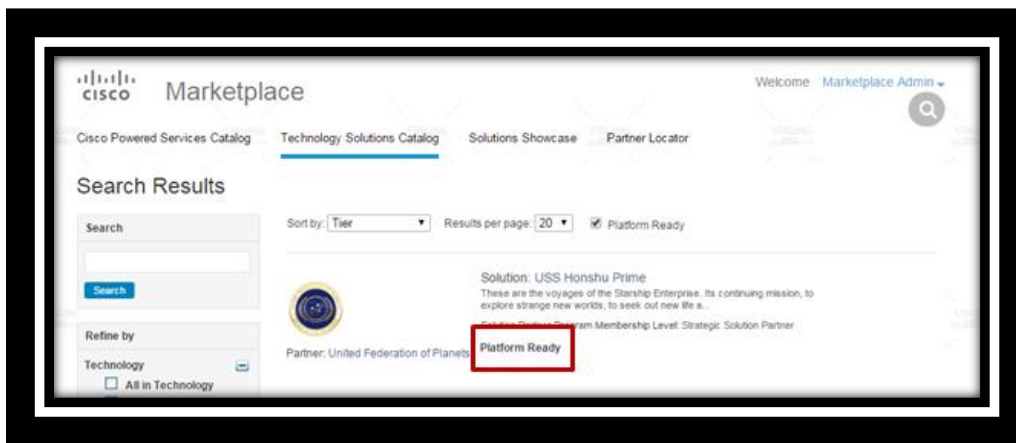 CISCO
Marketplace
Welcome Marketplace Admin
Cisco Powered Services Catalog Technology Solutions Catalog Solutions Showcase Partner Locator
Search Results
Search
Sort by: Tier Results per page: 20 Platform Ready
Search
Solution: USS Honshu Prime
These are the voyages of the Starship Enterprise. Its continuing mission, to
explore strange new worlds, to seek out new life a...
Solution Partner Program Membership Level: Strategic Solution Partner
Platform Ready
Partner: United Federation of Planets
Refine by
Technology
All in Technology